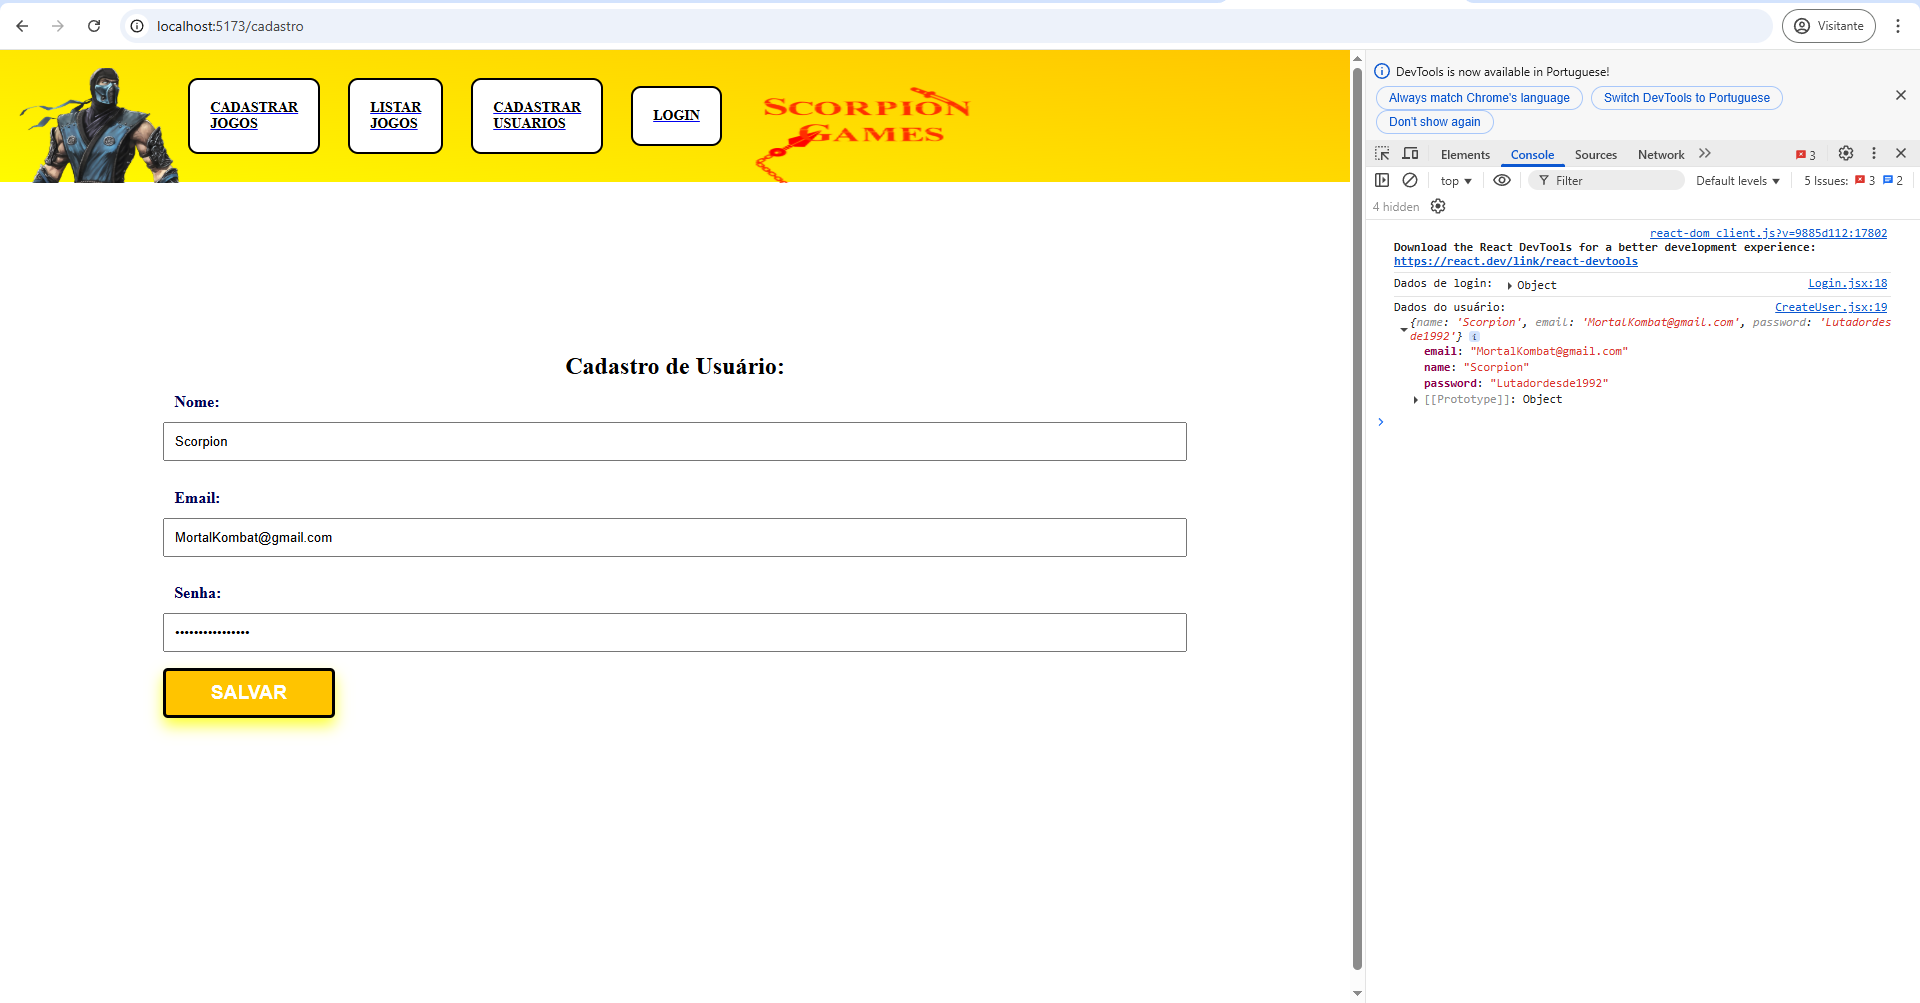 localhost:5173/cadastro
Visitante
CADASTRAR
JOGOS
LISTAR
JOGOS
CADASTRAR
USUARIOS
LOGIN
SCORPION
GAMES
Cadastro de Usuário:
Nome:
Scorpion
Email:
MortalKombat@gmail.com
Senha:
••••••••••••••••
SALVAR
DevTools is now available in Portuguese!
Always match Chrome's language
Switch DevTools to Portuguese
Don't show again
Elements Console Sources Network 3
top Filter Default levels 5 Issues: 3 2
4 hidden
react-dom_client.js?v=9885d112:17802
Download the React DevTools for a better development experience:
https://react.dev/link/react-devtools
Dados de login: Object Login.jsx:18
Dados do usuário: CreateUser.jsx:19
{name: 'Scorpion', email: 'MortalKombat@gmail.com', password: 'Lutadordes
de1992'} i
email: "MortalKombat@gmail.com"
name: "Scorpion"
password: "Lutadordesde1992"
[[Prototype]]: Object